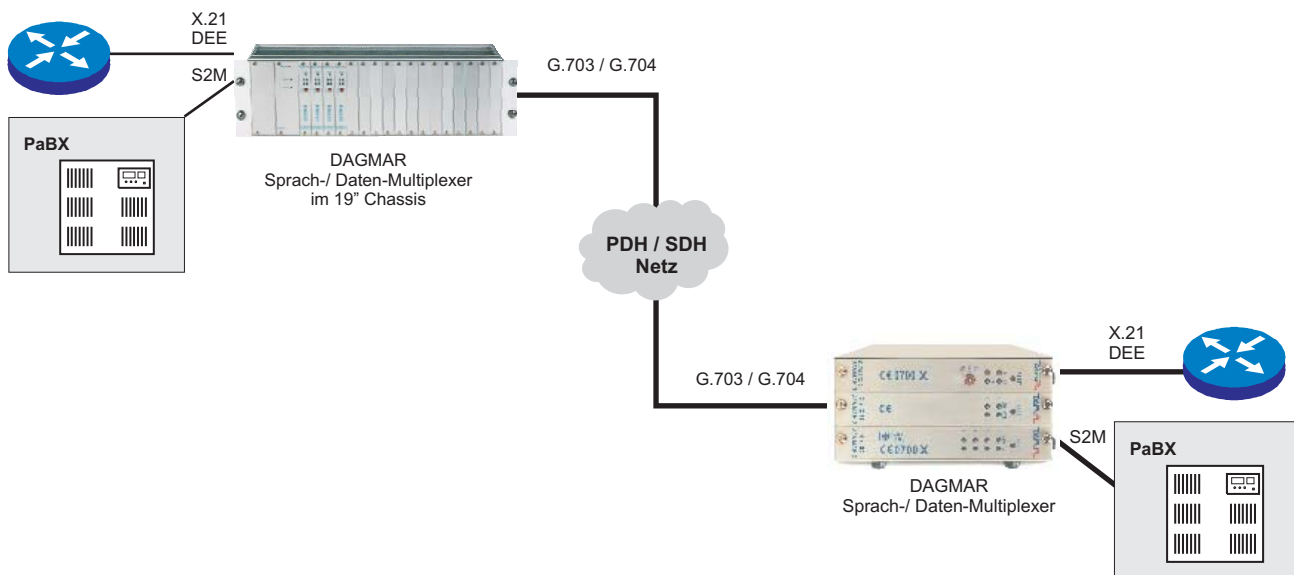 X.21
DEE
S2M
G.703 / G.704
PaBX
DAGMAR
Sprach-/ Daten-Multiplexer
im 19” Chassis
PDH / SDH
Netz
X.21
DEE
G.703 / G.704
S2M
PaBX
DAGMAR
Sprach-/ Daten-Multiplexer